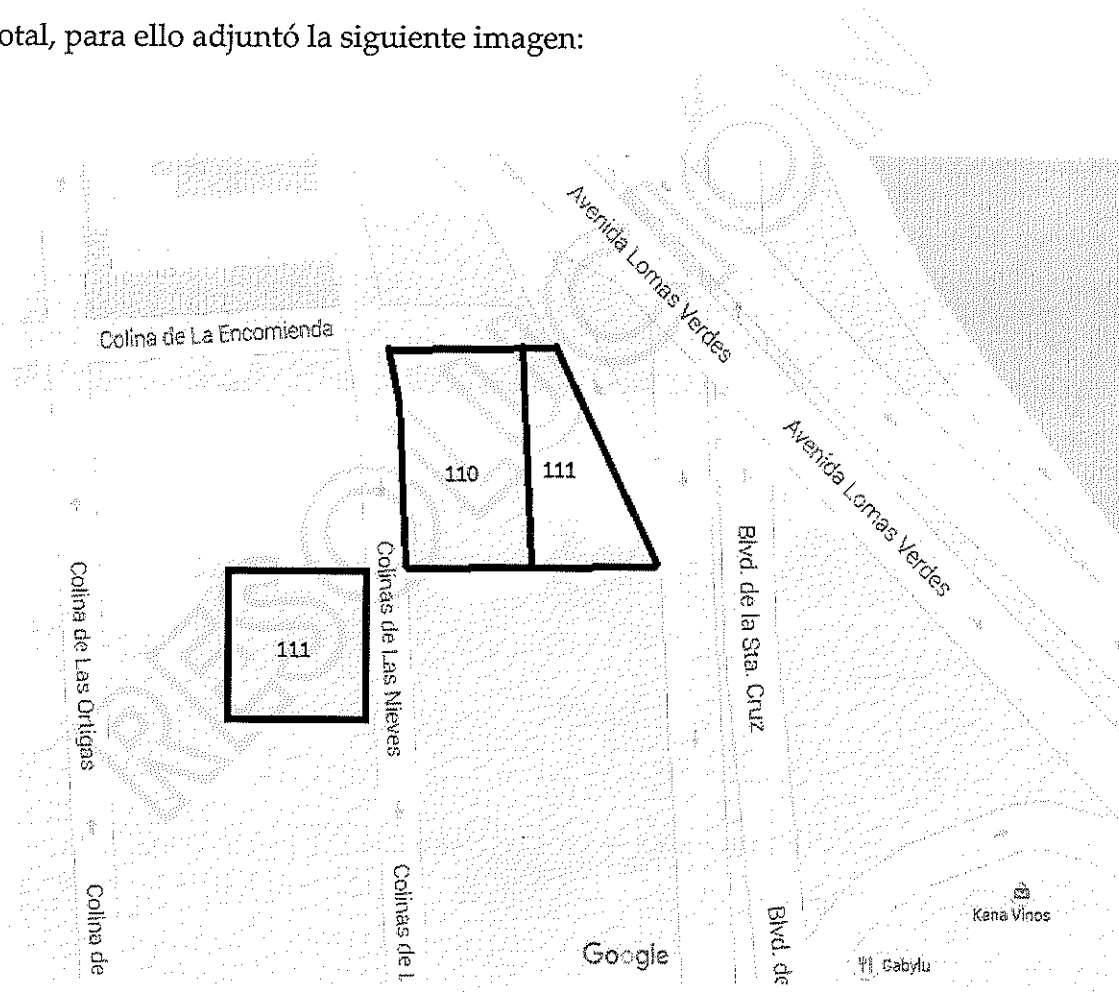 otal, para ello adjuntó la siguiente imagen:
Avenida Lomas Verdes
Colina de La Encomienda
Avenida Lomas Verdes
110
111
Colinas de Las Nieves
Blvd. de la Sta. Cruz
Colina de Las Ortigas
111
Colinas de L
Colina de
Blvd. de
Kena Vinos
Google
Gabylu